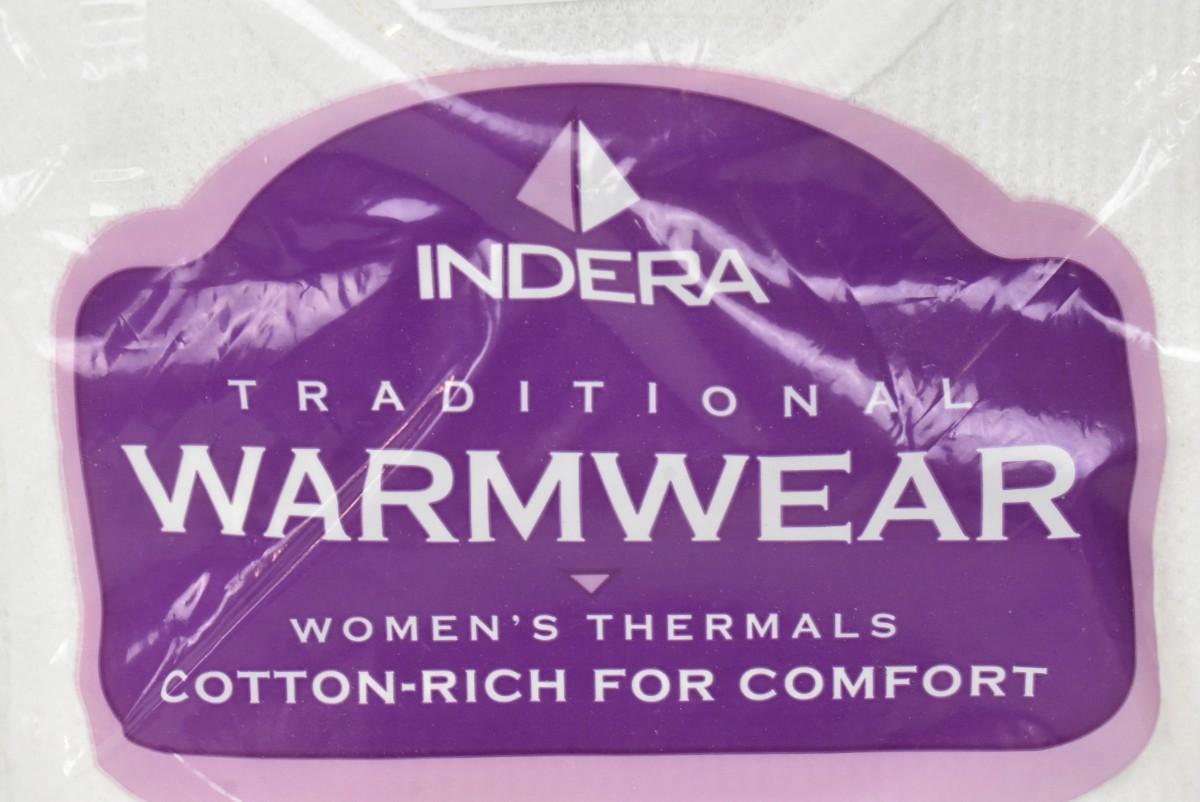 INDERA
TRADITIONAL
WARMWEAR
WOMEN'S THERMALS
COTTON-RICH FOR COMFORT